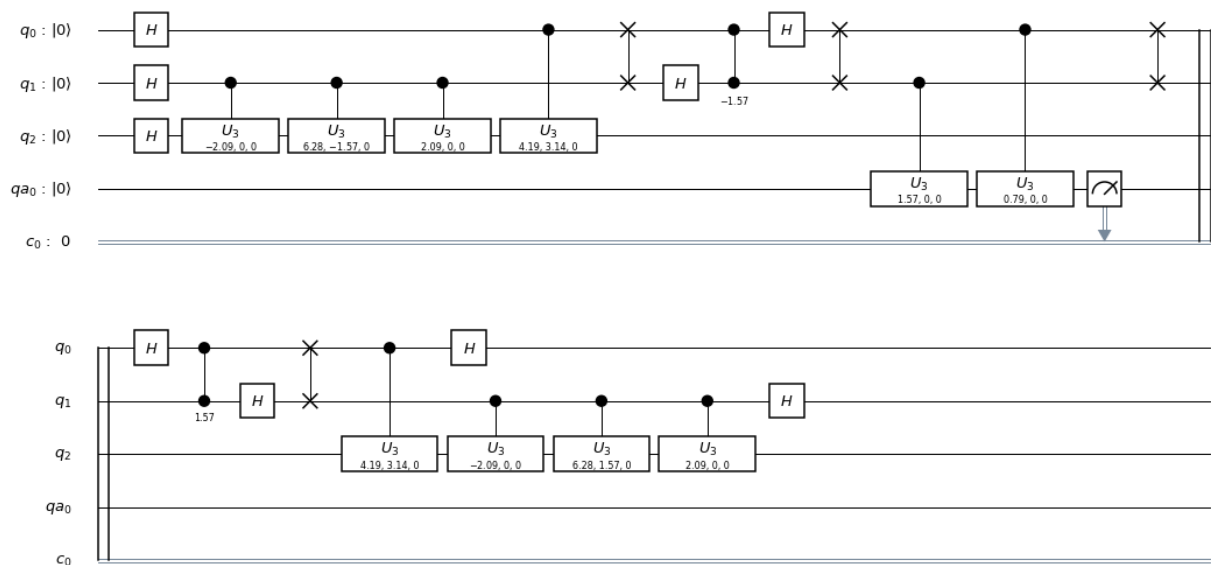 q₀ : |0⟩ H H
q₁ : |0⟩ H H −1.57
q₂ : |0⟩ H U₃ U₃ U₃ U₃
−2.09, 0, 0 6.28, −1.57, 0 2.09, 0, 0 4.19, 3.14, 0
qa₀ : |0⟩ U₃ U₃
1.57, 0, 0 0.79, 0, 0
c₀ : 0
q₀ H H
q₁ H H
1.57
q₂ U₃ U₃ U₃ U₃
4.19, 3.14, 0 −2.09, 0, 0 6.28, 1.57, 0 2.09, 0, 0
qa₀
c₀